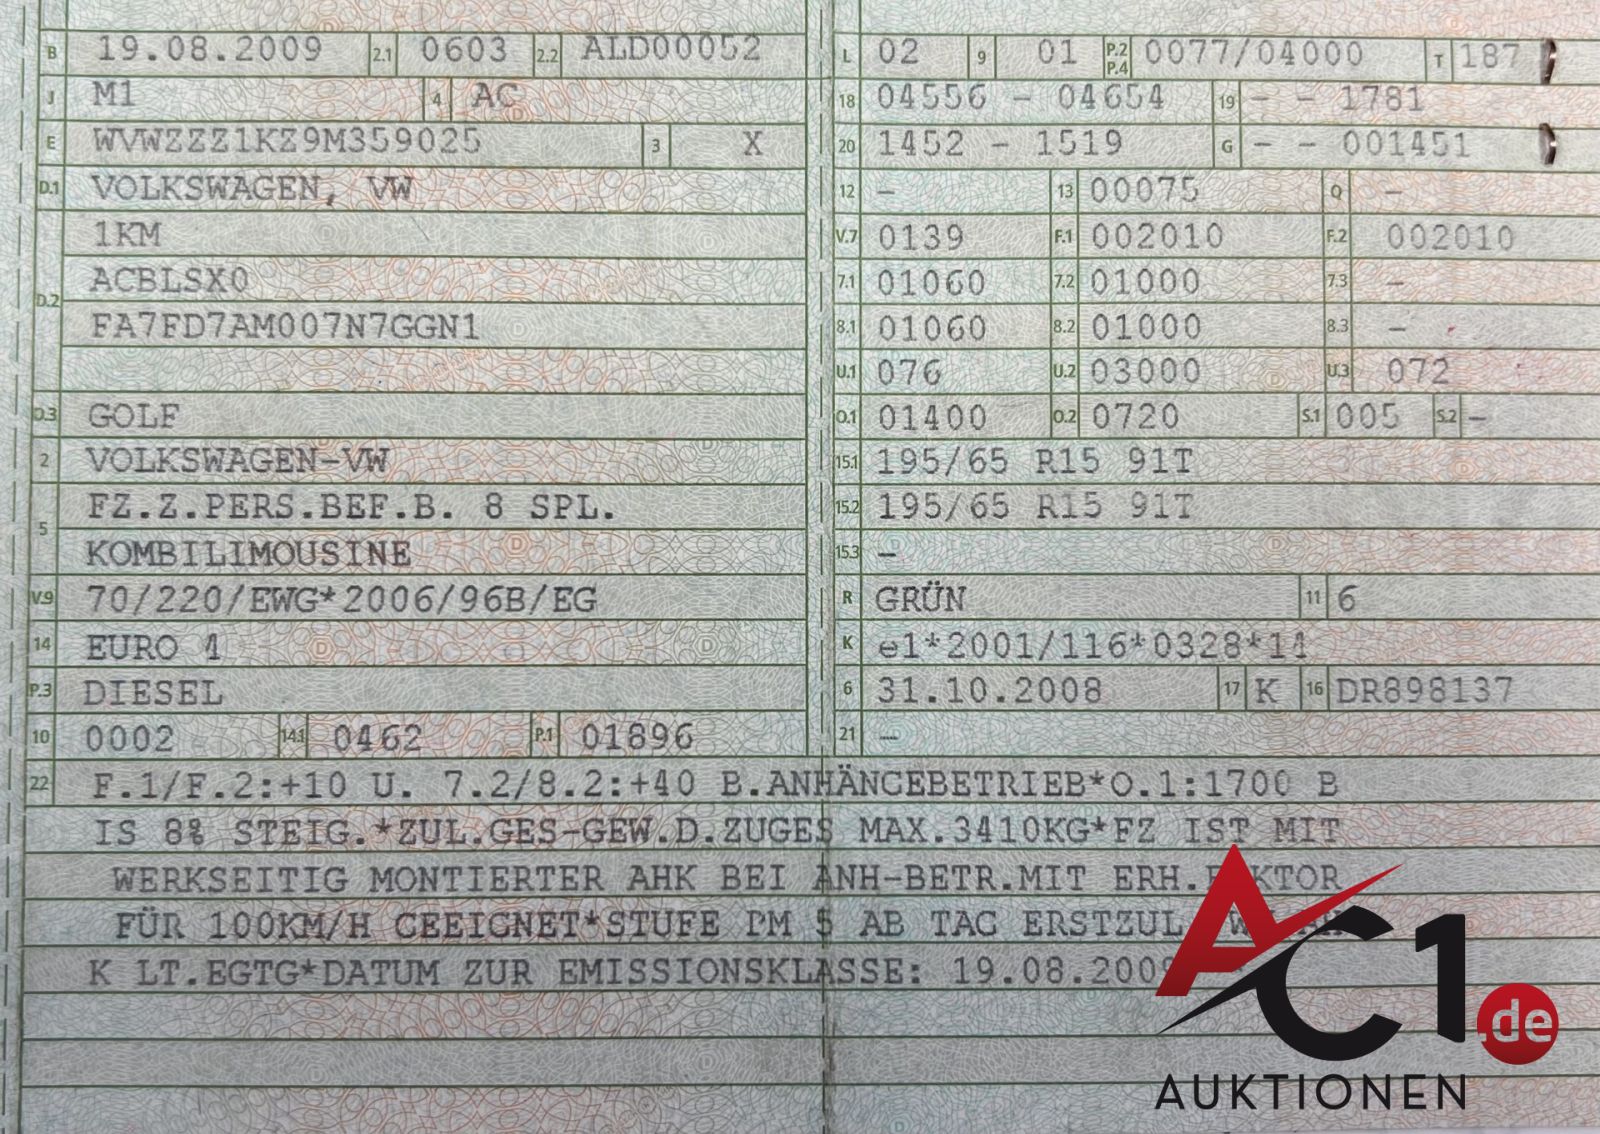 B 19.08.2009 2.1 0603 2.2 ALD00052
J M1 4 AC
E WVWZZZ1KZ9M359025 3 X
D.1 VOLKSWAGEN, VW
1KM
D.2 ACBLSX0
FA7FD7AM007N7GGN1
D.3 GOLF
2 VOLKSWAGEN-VW
5 FZ.Z.PERS.BEF.B. 8 SPL.
KOMBILIMOUSINE
V.9 70/220/EWG*2006/96B/EG
14 EURO 4
P.3 DIESEL
10 0002 14.1 0462 P.1 01896
L 02 9 01 P.2 P.4 0077/04000 T 187
18 04556 - 04654 19 - - 1781
20 1452 - 1519 G - - 001451
12 - 13 00075 Q -
V.7 0139 F.1 002010 F.2 002010
7.1 01060 7.2 01000 7.3 -
8.1 01060 8.2 01000 8.3 -
U.1 076 U.2 03000 U.3 072
O.1 01400 O.2 0720 S.1 005 S.2 -
15.1 195/65 R15 91T
15.2 195/65 R15 91T
15.3 -
R GRÜN 11 6
K e1*2001/116*0328*14
6 31.10.2008 17 K 16 DR898137
21 -
22 F.1/F.2:+10 U. 7.2/8.2:+40 B.ANHÄNGEBETRIEB*O.1:1700 B
IS 8% STEIG.*ZUL.GES-GEW.D.ZUGES MAX.3410KG*FZ IST MIT
WERKSEITIG MONTIERTER AHK BEI ANH-BETR.MIT ERH.
FÜR 100KM/H GEEIGNET*STUFE PM 5 AB TAG ERSTZUL
K LT.EGTG*DATUM ZUR EMISSIONSKLASSE: 19.08.2009
AC1.de
AUKTIONEN